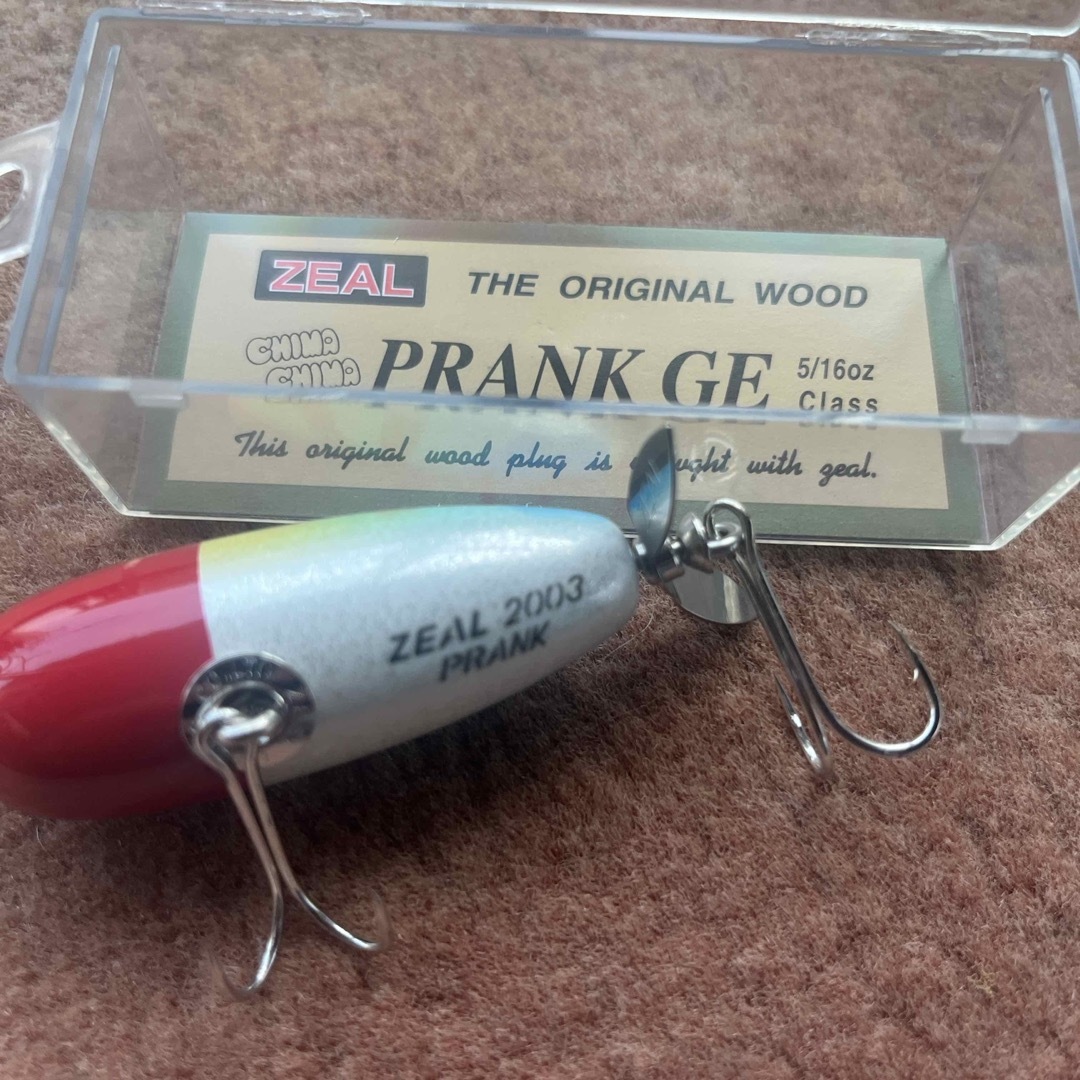 ZEAL THE ORIGINAL WOOD
CHIMA
CHIMA
PRANK GE 5/16oz
Class
This original wood plug is with zeal.
ZEAL 2003
PRANK